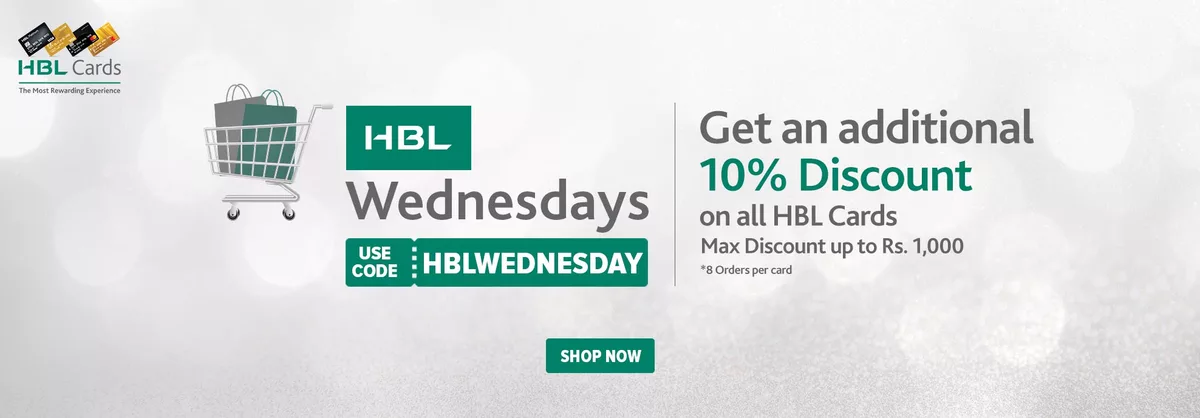 HBL Cards
The Most Rewarding Experience
HBL
Wednesdays
USE
CODE
HBLWEDNESDAY
Get an additional
10% Discount
on all HBL Cards
Max Discount up to Rs. 1,000
*8 Orders per card
SHOP NOW